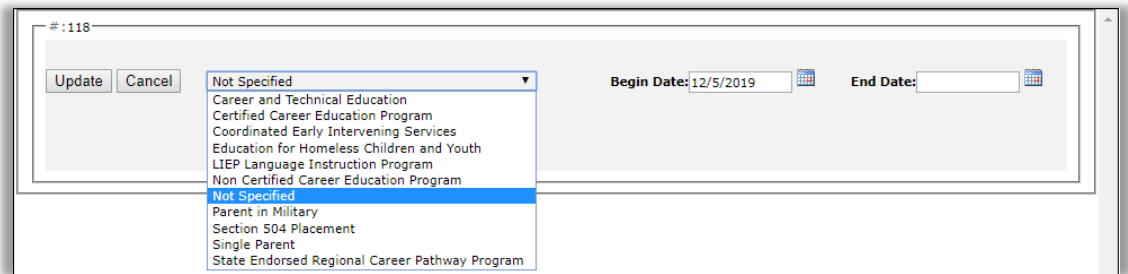 #:118
Update Cancel Not Specified Begin Date: 12/5/2019 End Date:
Career and Technical Education
Certified Career Education Program
Coordinated Early Intervening Services
Education for Homeless Children and Youth
LIEP Language Instruction Program
Non Certified Career Education Program
Not Specified
Parent in Military
Section 504 Placement
Single Parent
State Endorsed Regional Career Pathway Program